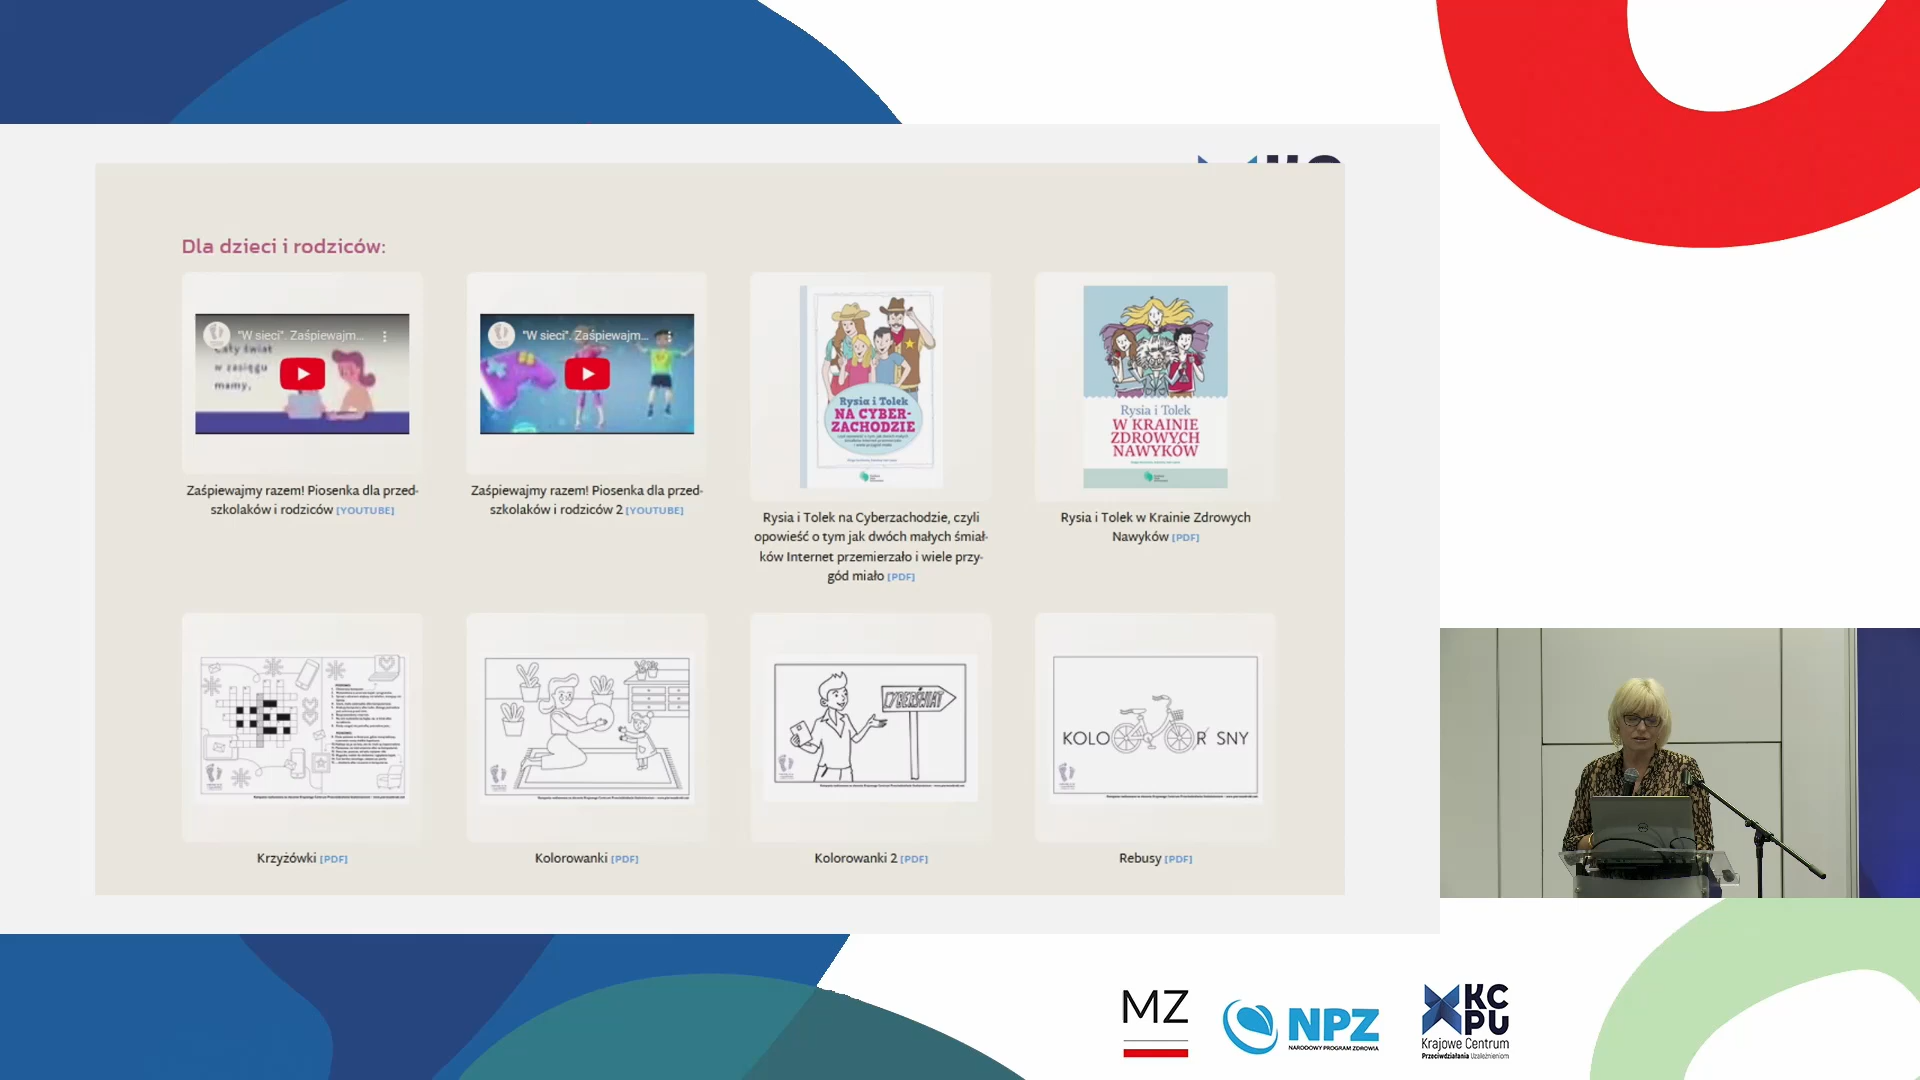 Dla dzieci i rodziców:
"W sieci". Zaśpiewajm...
Cały świat
w zasięgu
mamy,
"W sieci". Zaśpiewajm...
Rysia i Tolek
NA CYBER-
ZACHODZIE
Rysia i Tolek
W KRAINIE
ZDROWYCH
NAWYKÓW
Zaśpiewajmy razem! Piosenka dla przed-
szkolaków i rodziców [YOUTUBE]
Zaśpiewajmy razem! Piosenka dla przed-
szkolaków i rodziców 2 [YOUTUBE]
Rysia i Tolek na Cyberzachodzie, czyli
opowieść o tym jak dwóch małych śmiał-
ków Internet przemierzało i wiele przy-
gód miało [PDF]
Rysia i Tolek w Krainie Zdrowych
Nawyków [PDF]
CYBERŚWIAT
KOLO R SNY
Krzyżówki [PDF]
Kolorowanki [PDF]
Kolorowanki 2 [PDF]
Rebusy [PDF]
MZ
NPZ
NARODOWY PROGRAM ZDROWIA
KC
PU
Krajowe Centrum
Przeciwdziałania Uzależnieniom